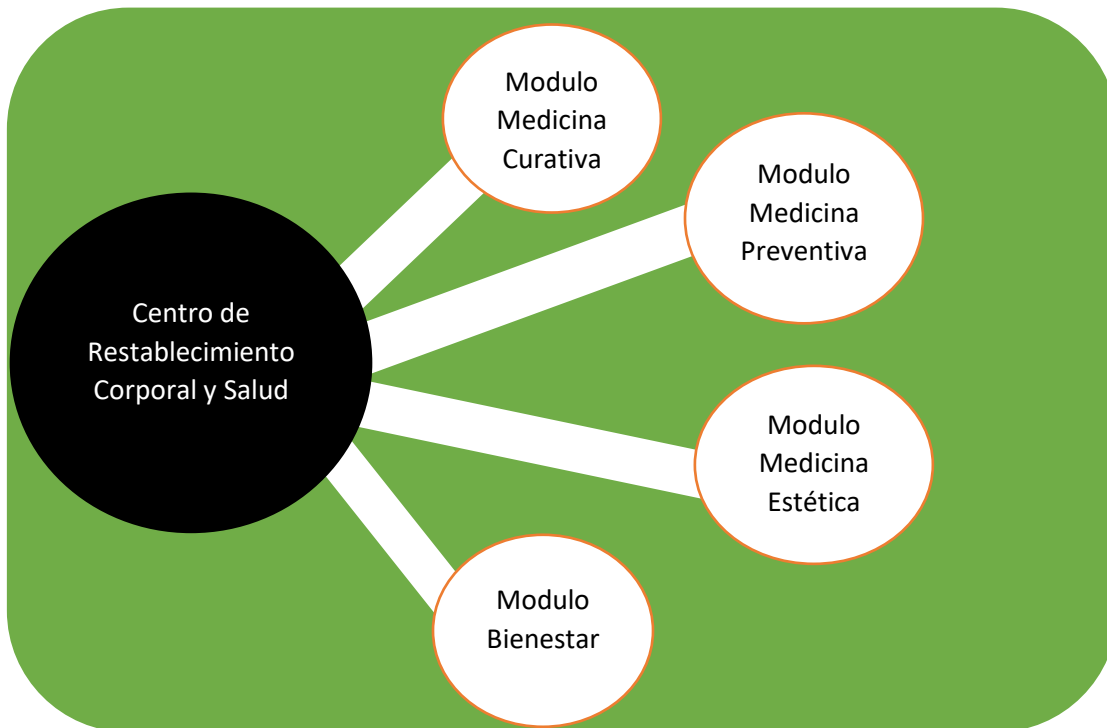 Modulo
Medicina
Curativa
Modulo
Medicina
Preventiva
Centro de
Restablecimiento
Corporal y Salud
Modulo
Medicina
Estética
Modulo
Bienestar